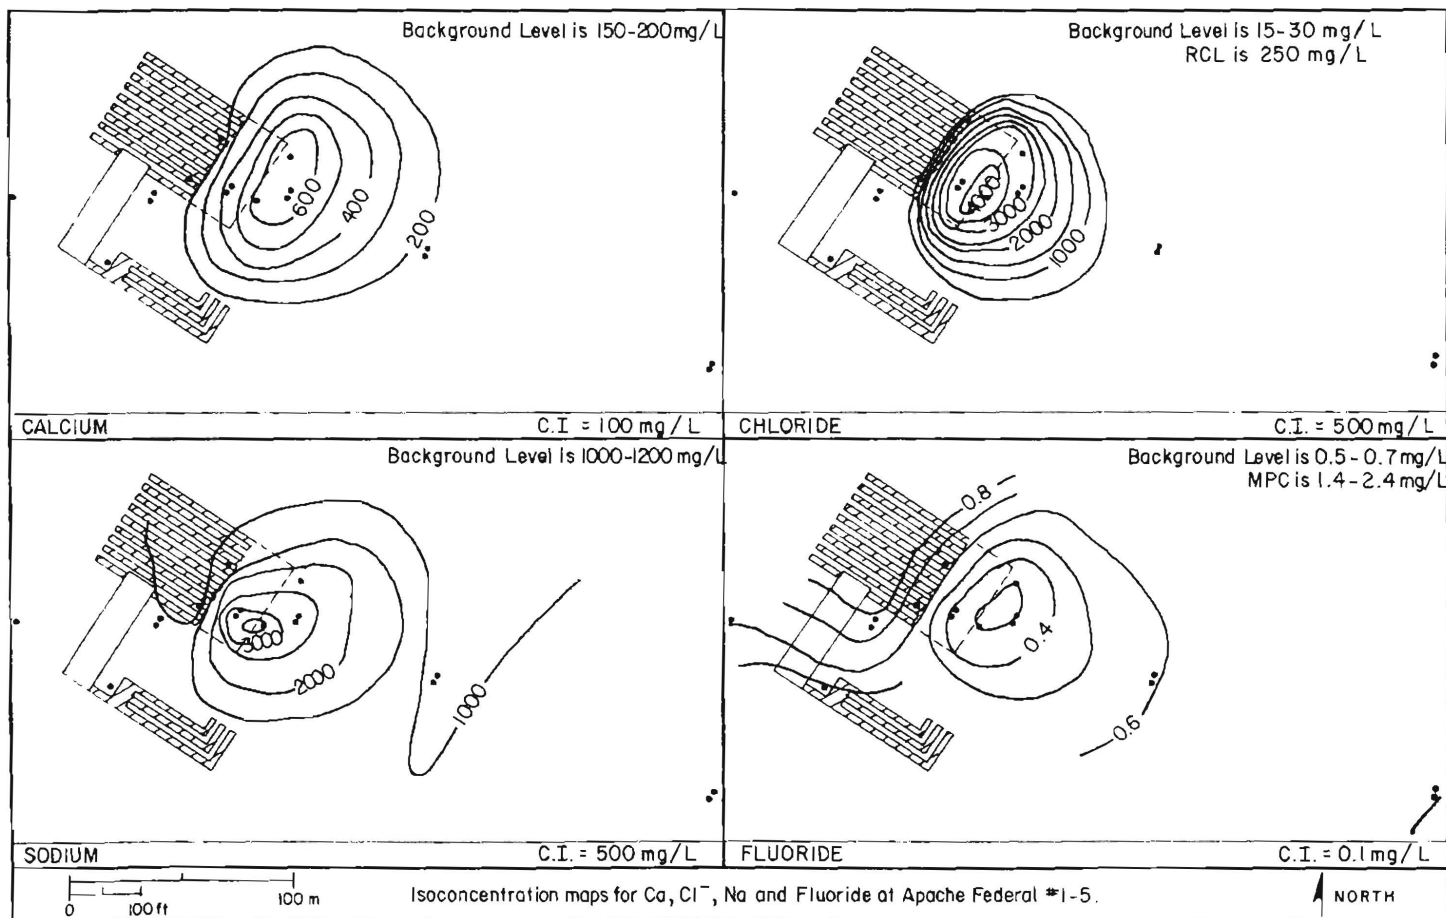 Background Level is 150-200mg/L
600
400
200
CALCIUM
C.I = 100 mg/L
Background Level is 15-30 mg/L
RCL is 250 mg/L
4000
3000
2000
1000
CHLORIDE
C.I. = 500 mg/L
Background Level is 1000-1200 mg/L
3000
2000
1000
SODIUM
C.I. = 500 mg/L
Background Level is 0.5-0.7mg/L
MPC is 1.4-2.4 mg/L
0.8
0.4
0.6
FLUORIDE
C.I. = 0.1 mg/L
0 100 ft 100 m
Isoconcentration maps for Ca, Cl⁻, Na and Fluoride at Apache Federal #1-5.
NORTH